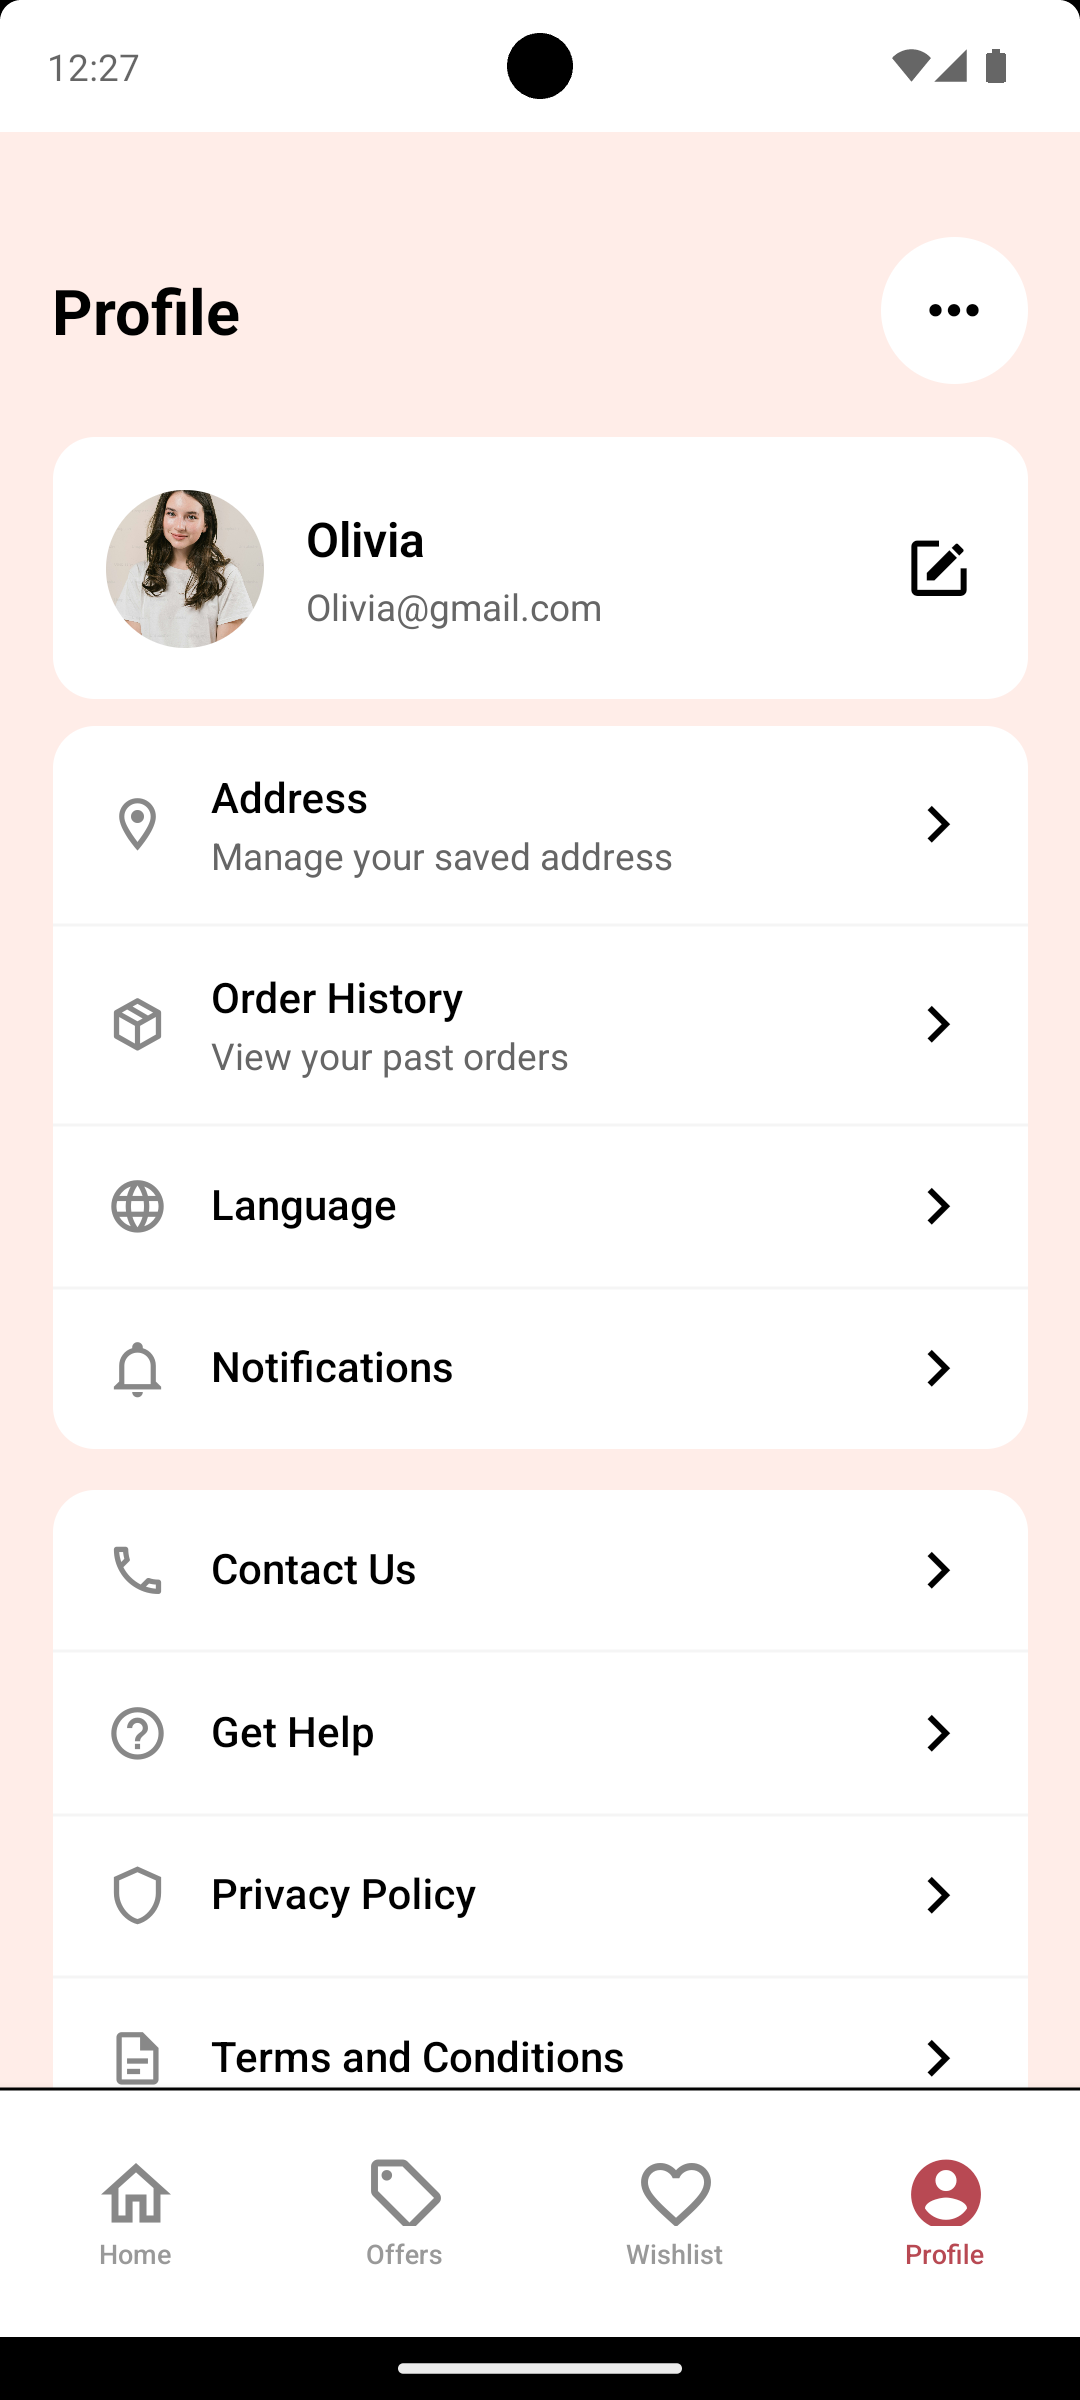 12:27
Profile
Olivia
Olivia@gmail.com
Address
Manage your saved address
Order History
View your past orders
Language
Notifications
Contact Us
Get Help
Privacy Policy
Terms and Conditions
Home
Offers
Wishlist
Profile